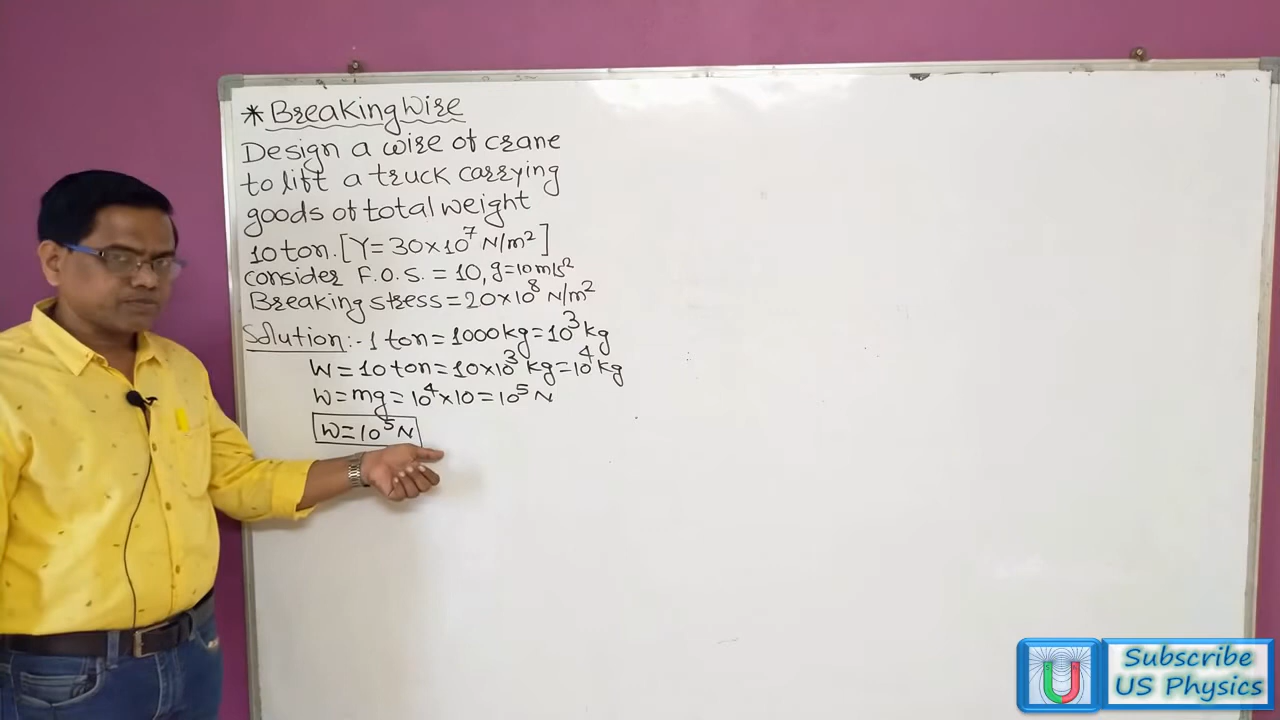 * Breaking Wire
Design a wire of crane
to lift a truck carrying
goods of total weight
10 ton. [Y = 30×10⁷ N/m²]
consider F.O.S. = 10, g=10m/s²
Breaking stress = 20×10⁸ N/m²
Solution:- 1 ton = 1000 kg = 10³ kg
W = 10 ton = 10×10³ kg = 10⁴ kg
W = mg = 10⁴×10 = 10⁵ N
W = 10⁵ N
Subscribe
US Physics